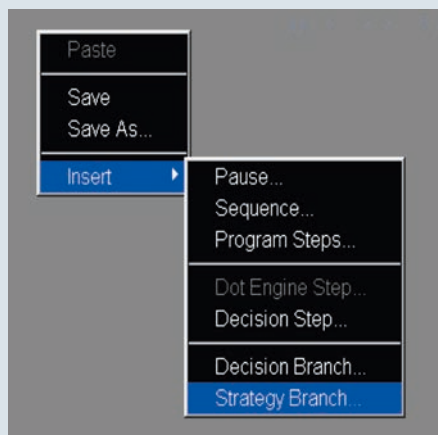 Paste
Save
Save As...
Insert
Pause...
Sequence...
Program Steps...
Dot Engine Step...
Decision Step...
Decision Branch...
Strategy Branch...